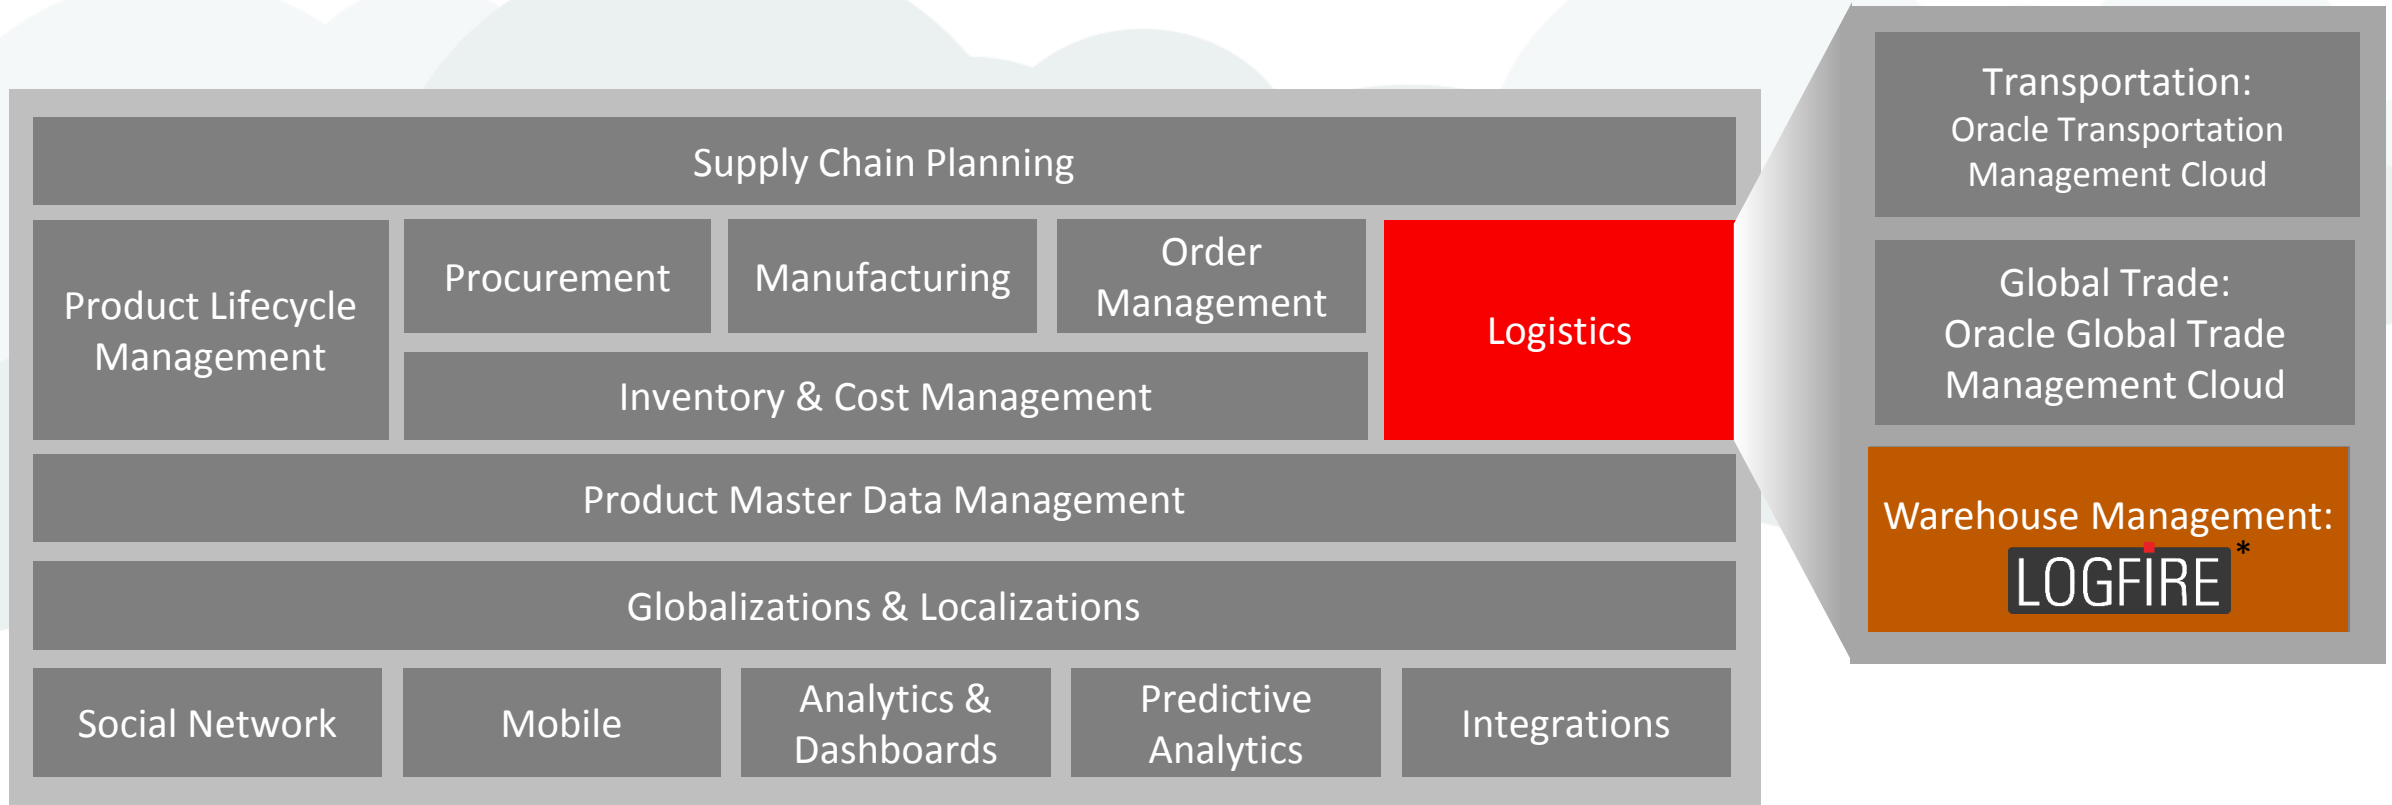 Supply Chain Planning
Product Lifecycle
Management
Procurement
Manufacturing
Order
Management
Logistics
Inventory & Cost Management
Product Master Data Management
Globalizations & Localizations
Social Network
Mobile
Analytics &
Dashboards
Predictive
Analytics
Integrations
Transportation:
Oracle Transportation
Management Cloud
Global Trade:
Oracle Global Trade
Management Cloud
Warehouse Management:
LOGFIRE*